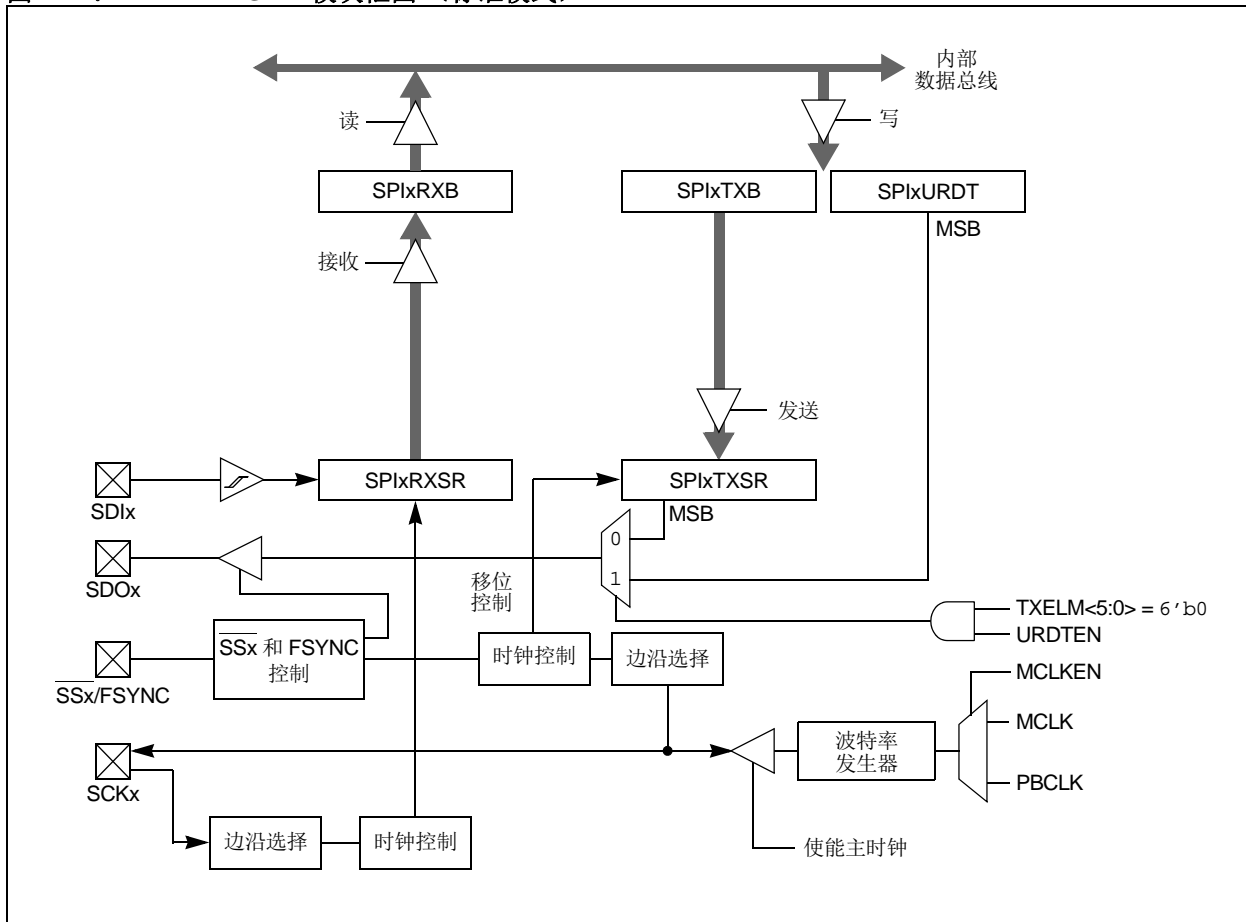 内部
数据总线
读
写
SPIxRXB
SPIxTXB
SPIxURDT
MSB
接收
发送
SPIxRXSR
SPIxTXSR
MSB
SDIx
0
1
SDOx
移位
控制
TXELM<5:0> = 6'b0
URDTEN
SSx 和 FSYNC
控制
时钟控制
边沿选择
SSx/FSYNC
MCLKEN
MCLK
波特率
发生器
PBCLK
SCKx
边沿选择
时钟控制
使能主时钟